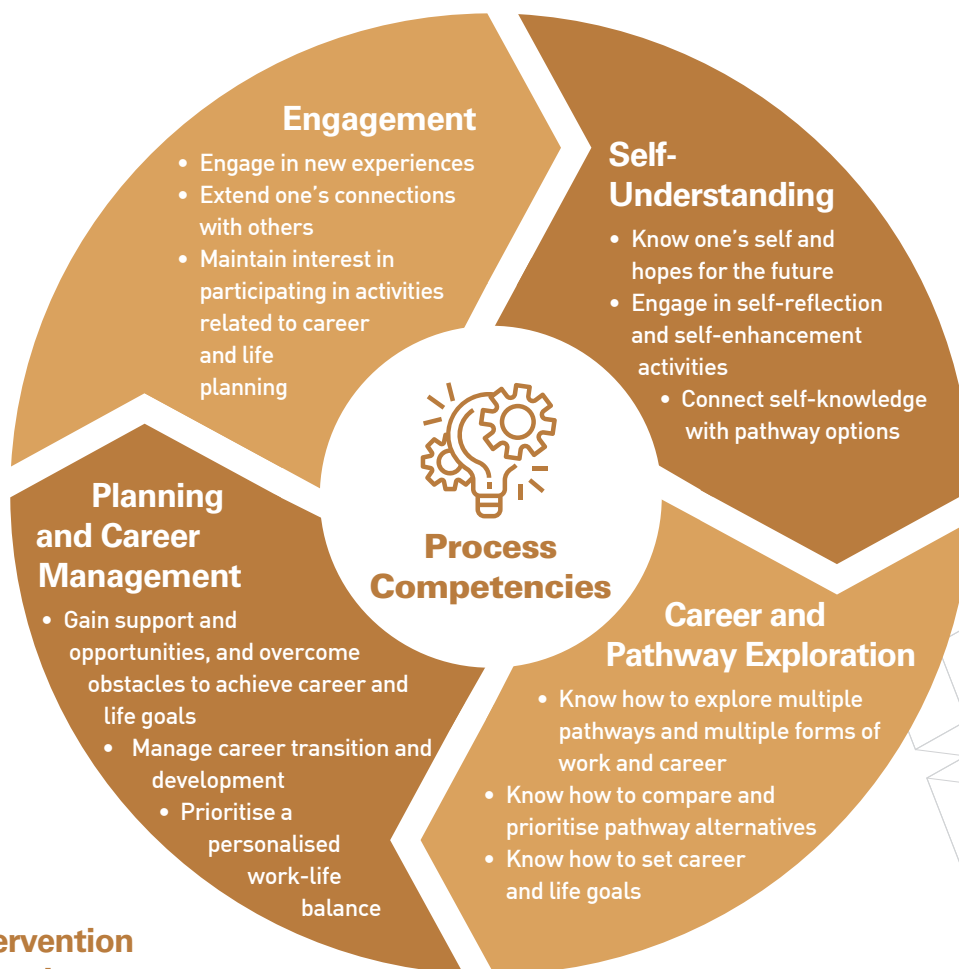 Engagement
• Engage in new experiences
• Extend one's connections
with others
• Maintain interest in
participating in activities
related to career
and life
planning
Self-
Understanding
• Know one's self and
hopes for the future
• Engage in self-reflection
and self-enhancement
activities
• Connect self-knowledge
with pathway options
Process
Competencies
Career and
Pathway Exploration
• Know how to explore multiple
pathways and multiple forms of
work and career
• Know how to compare and
prioritise pathway alternatives
• Know how to set career
and life goals
Planning
and Career
Management
• Gain support and
opportunities, and overcome
obstacles to achieve career and
life goals
• Manage career transition and
development
• Prioritise a
personalised
work-life
balance
ervention